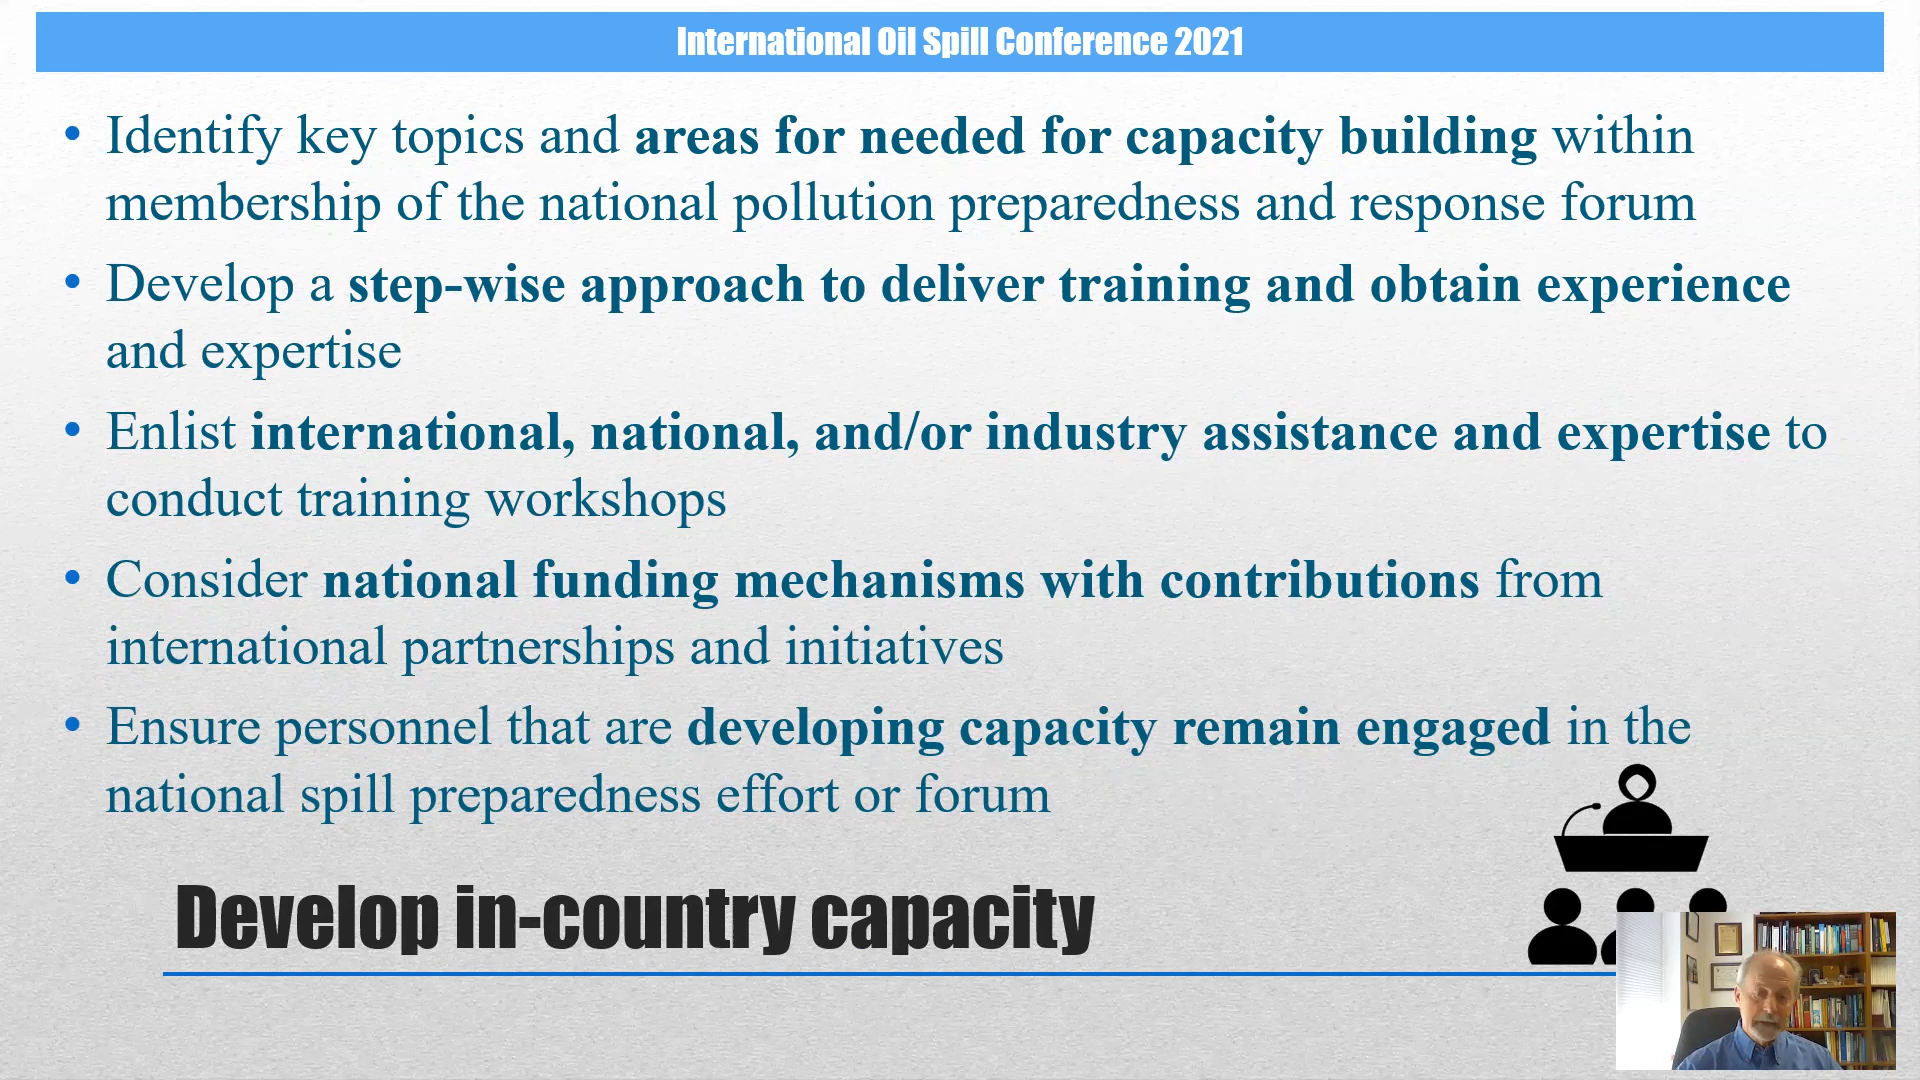 International Oil Spill Conference 2021
• Identify key topics and areas for needed for capacity building within
membership of the national pollution preparedness and response forum
• Develop a step-wise approach to deliver training and obtain experience
and expertise
• Enlist international, national, and/or industry assistance and expertise to
conduct training workshops
• Consider national funding mechanisms with contributions from
international partnerships and initiatives
• Ensure personnel that are developing capacity remain engaged in the
national spill preparedness effort or forum
Develop in-country capacity